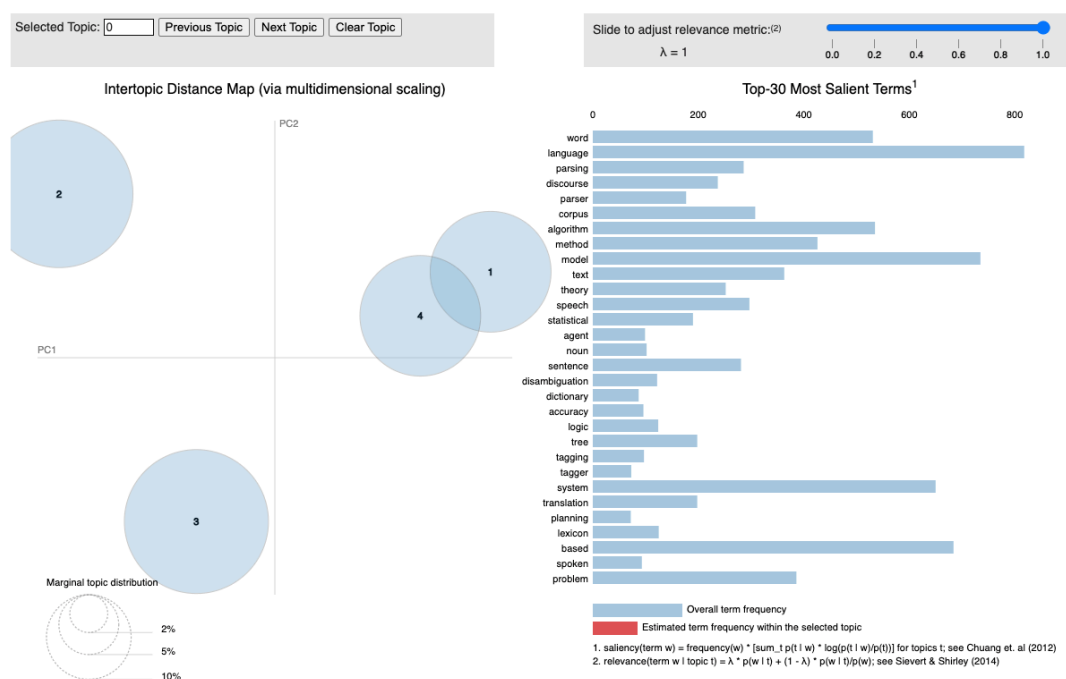 Selected Topic: 0 Previous Topic Next Topic Clear Topic
Slide to adjust relevance metric:(2)
λ = 1
0.0 0.2 0.4 0.6 0.8 1.0
Intertopic Distance Map (via multidimensional scaling)
PC2
PC1
2
1
4
3
Marginal topic distribution
2%
5%
10%
Top-30 Most Salient Terms1
0 200 400 600 800
word
language
parsing
discourse
parser
corpus
algorithm
method
model
text
theory
speech
statistical
agent
noun
sentence
disambiguation
dictionary
accuracy
logic
tree
tagging
tagger
system
translation
planning
lexicon
based
spoken
problem
Overall term frequency
Estimated term frequency within the selected topic
1. saliency(term w) = frequency(w) * [sum_t p(t | w) * log(p(t | w)/p(t))] for topics t; see Chuang et. al (2012)
2. relevance(term w | topic t) = λ * p(w | t) + (1 - λ) * p(w | t)/p(w); see Sievert & Shirley (2014)